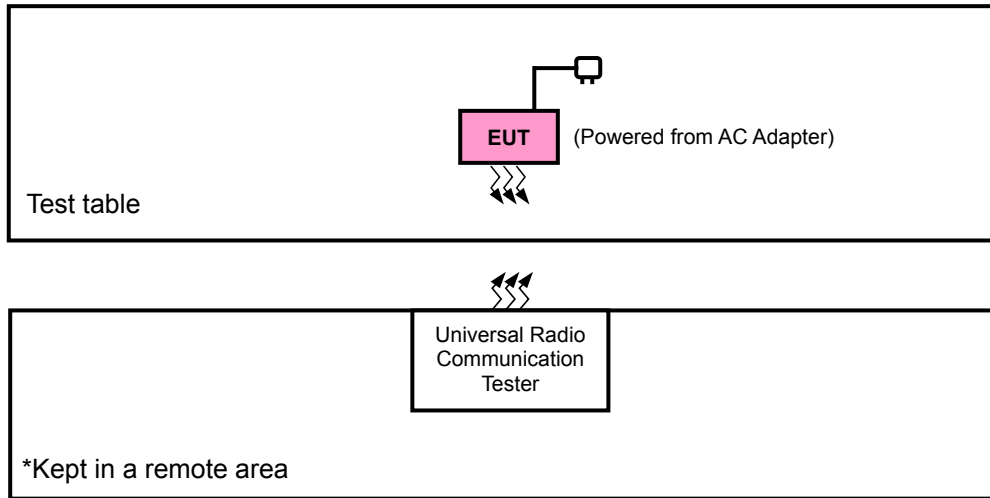 EUT
(Powered from AC Adapter)
Test table
Universal Radio
Communication
Tester
*Kept in a remote area